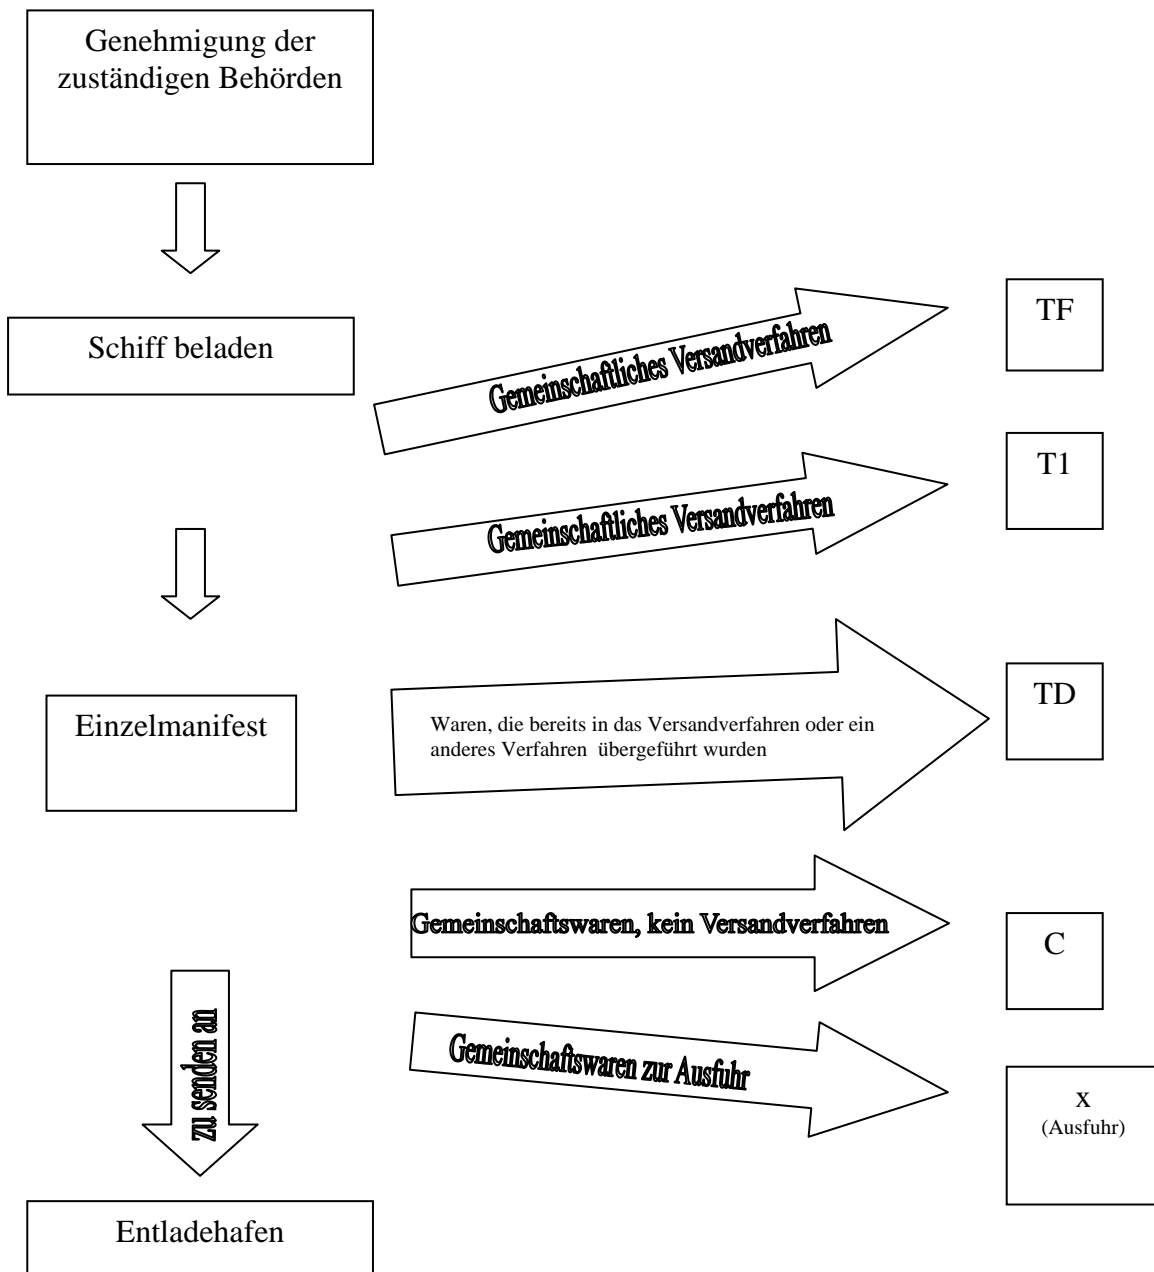 Genehmigung der
zuständigen Behörden
Schiff beladen
Gemeinschaftliches Versandverfahren
TF
Gemeinschaftliches Versandverfahren
T1
Einzelmanifest
Waren, die bereits in das Versandverfahren oder ein
anderes Verfahren übergeführt wurden
TD
Gemeinschaftswaren, kein Versandverfahren
C
zu senden an
Gemeinschaftswaren zur Ausfuhr
x
(Ausfuhr)
Entladehafen